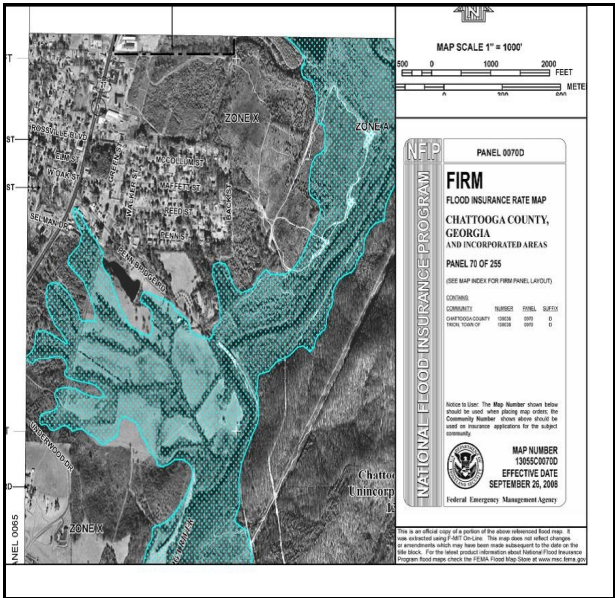 MAP SCALE 1" = 1000'
500 0 1000 2000
FEET
METE
ROSSVILLE BLVD
ELM ST
W OAK ST
GREEN ST
WALKER ST
MCCOLLUM ST
MAFFETT ST
REED ST
PENN ST
BACK ST
SELMAN DR
PENN BRIDGE RD
ZONE X
ZONE A
UNDERWOOD DR
ZONE X
ANEL 0065
Chattoo
Unincorp
NFIP
NATIONAL FLOOD INSURANCE PROGRAM
PANEL 0070D
FIRM
FLOOD INSURANCE RATE MAP
CHATTOOGA COUNTY,
GEORGIA
AND INCORPORATED AREAS
PANEL 70 OF 255
(SEE MAP INDEX FOR FIRM PANEL LAYOUT)
CONTAINS:
COMMUNITY NUMBER PANEL SUFFIX
CHATTOOGA COUNTY 0070 D
TRION, TOWN OF 0070 D
Notice to User: The Map Number shown below
should be used when placing map orders; the
Community Number shown above should be
used on insurance applications for the subject
community.
MAP NUMBER
13055C0070D
EFFECTIVE DATE
SEPTEMBER 26, 2008
Federal Emergency Management Agency
This is an official copy of a portion of the above referenced flood map. It
was extracted using F-MIT On-Line. This map does not reflect changes
or amendments which may have been made subsequent to the date on the
title block. For the latest product information about National Flood Insurance
Program flood maps check the FEMA Flood Map Store at www.msc.fema.gov